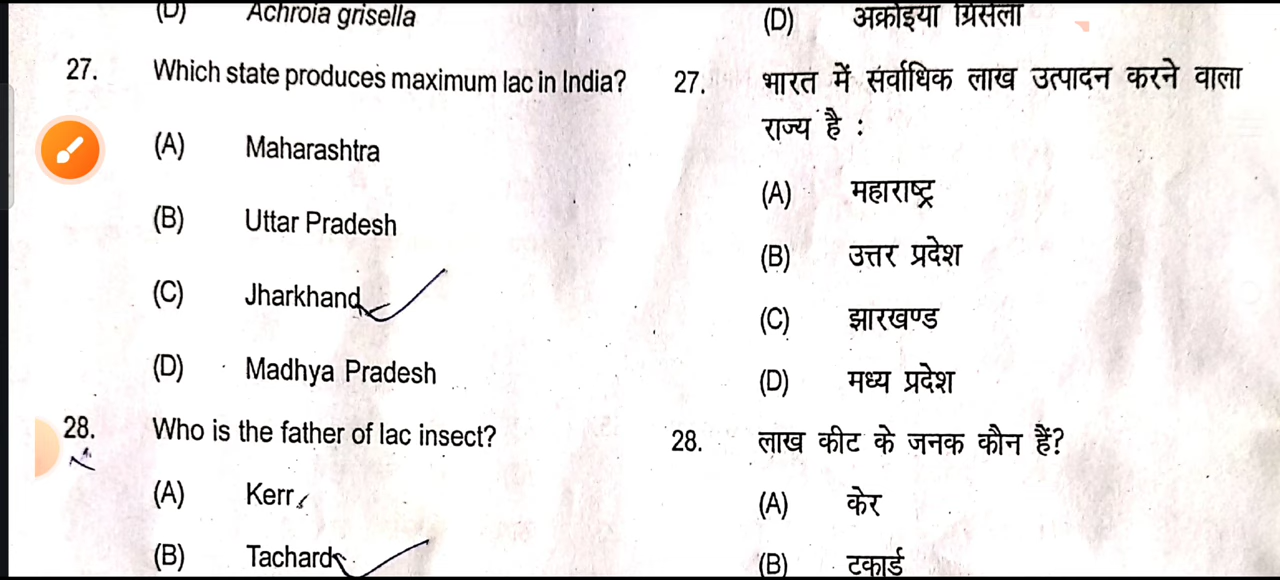 (D) Achroia grisella
27. Which state produces maximum lac in India?
(A) Maharashtra
(B) Uttar Pradesh
(C) Jharkhand
(D) Madhya Pradesh
28. Who is the father of lac insect?
(A) Kerr
(B) Tachard
(D) अक्रोइया ग्रिसेला
27. भारत में संर्वाधिक लाख उत्पादन करने वाला
राज्य है :
(A) महाराष्ट्र
(B) उत्तर प्रदेश
(C) झारखण्ड
(D) मध्य प्रदेश
28. लाख कीट के जनक कौन हैं?
(A) केर
(B) टकार्ड